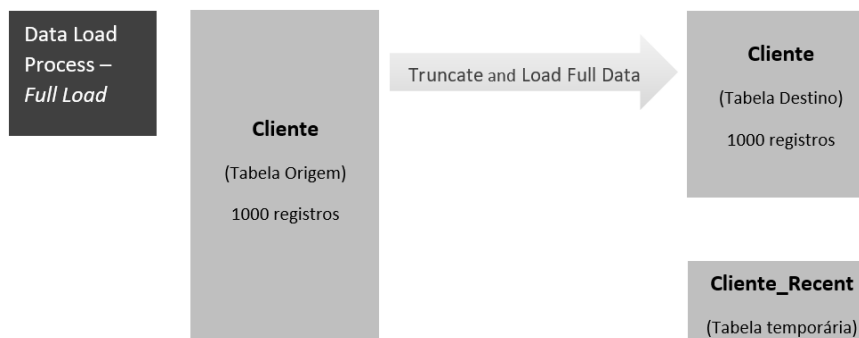 Data Load
Process –
Full Load
Cliente
(Tabela Origem)
1000 registros
Truncate and Load Full Data
Cliente
(Tabela Destino)
1000 registros
Cliente_Recent
(Tabela temporária)